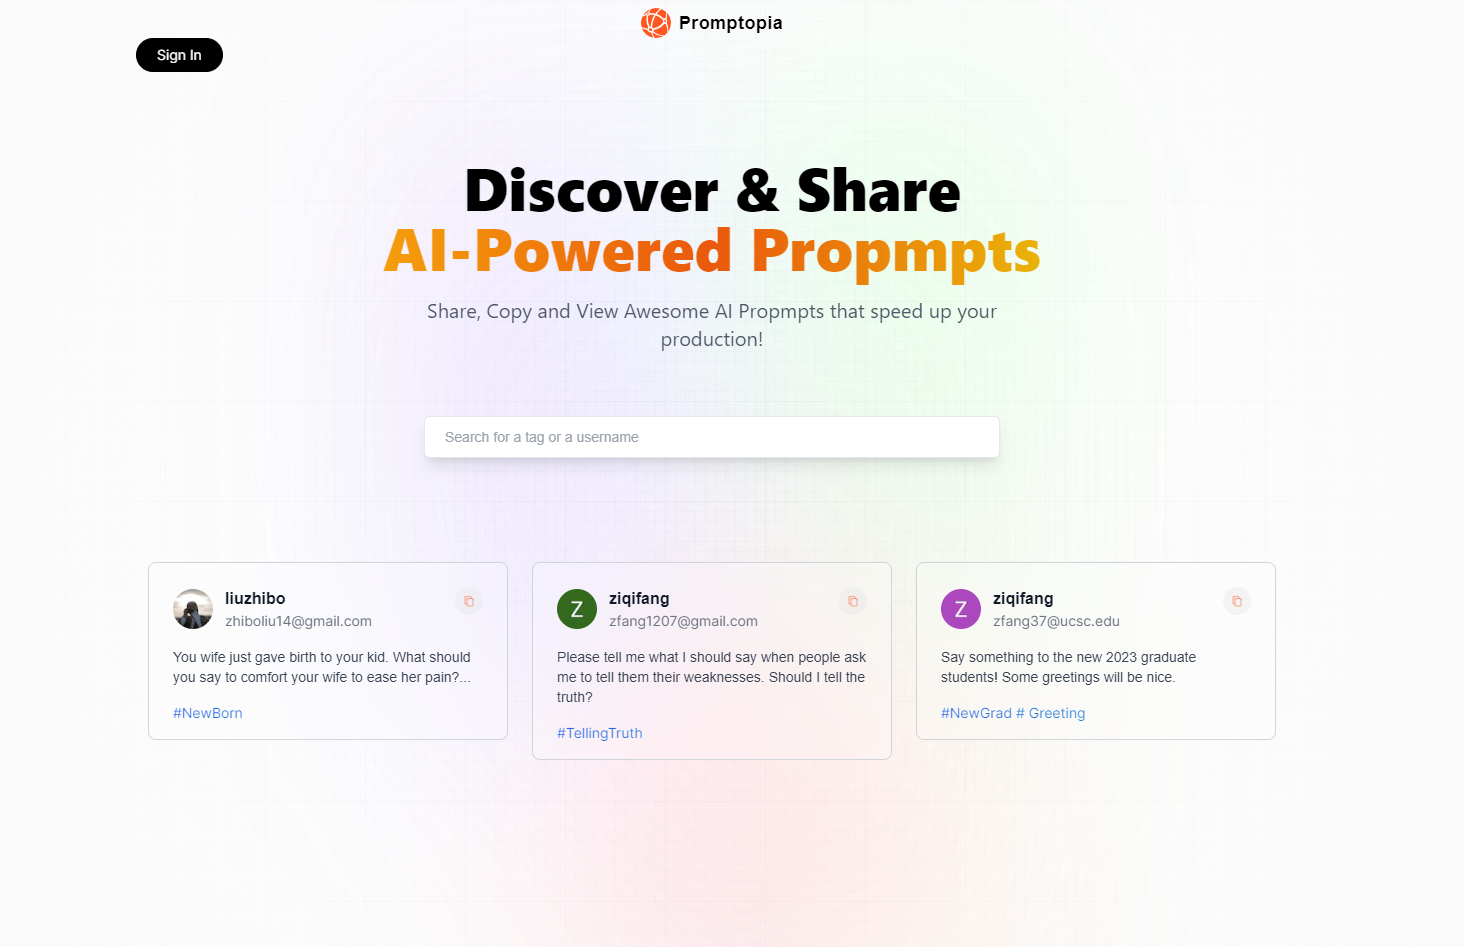 Promptopia
Sign In
Discover & Share
AI-Powered Propmpts
Share, Copy and View Awesome AI Propmpts that speed up your
production!
Search for a tag or a username
liuzhibo
zhiboliu14@gmail.com
You wife just gave birth to your kid. What should
you say to comfort your wife to ease her pain?...
#NewBorn
Z
ziqifang
zfang1207@gmail.com
Please tell me what I should say when people ask
me to tell them their weaknesses. Should I tell the
truth?
#TellingTruth
Z
ziqifang
zfang37@ucsc.edu
Say something to the new 2023 graduate
students! Some greetings will be nice.
#NewGrad # Greeting